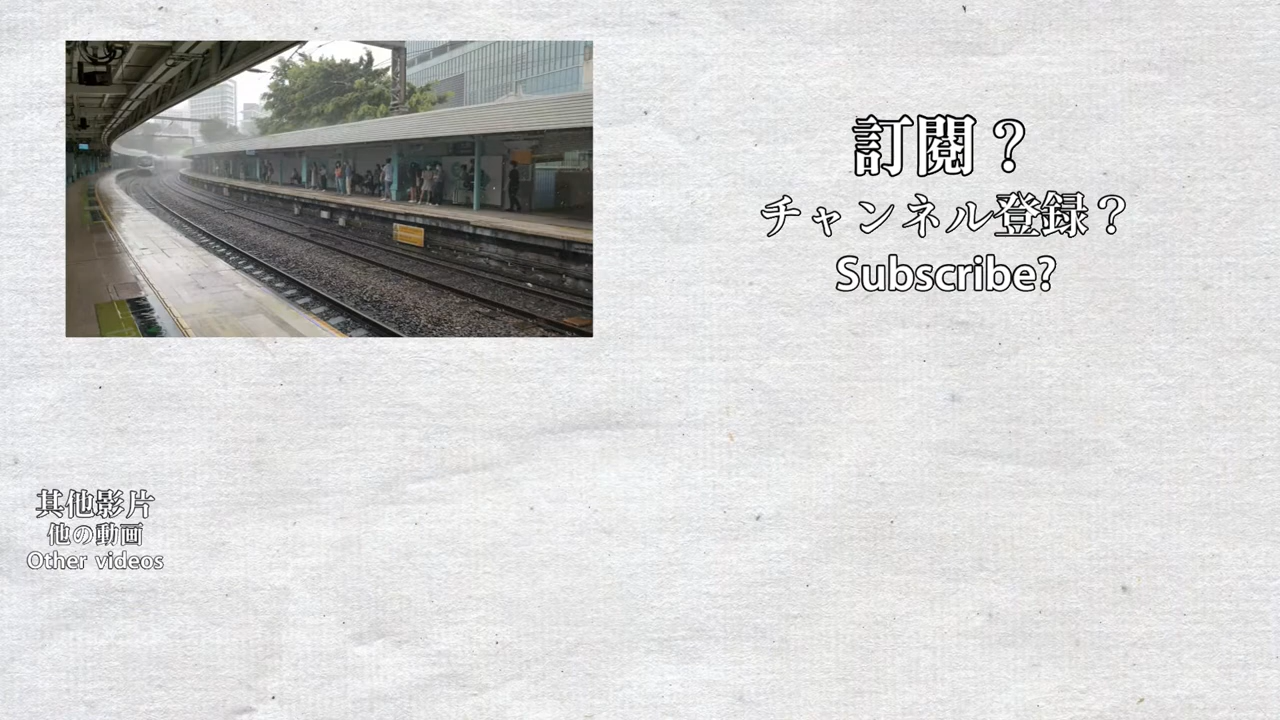 訂閱？
チャンネル登録？
Subscribe?
其他影片
他の動画
Other videos